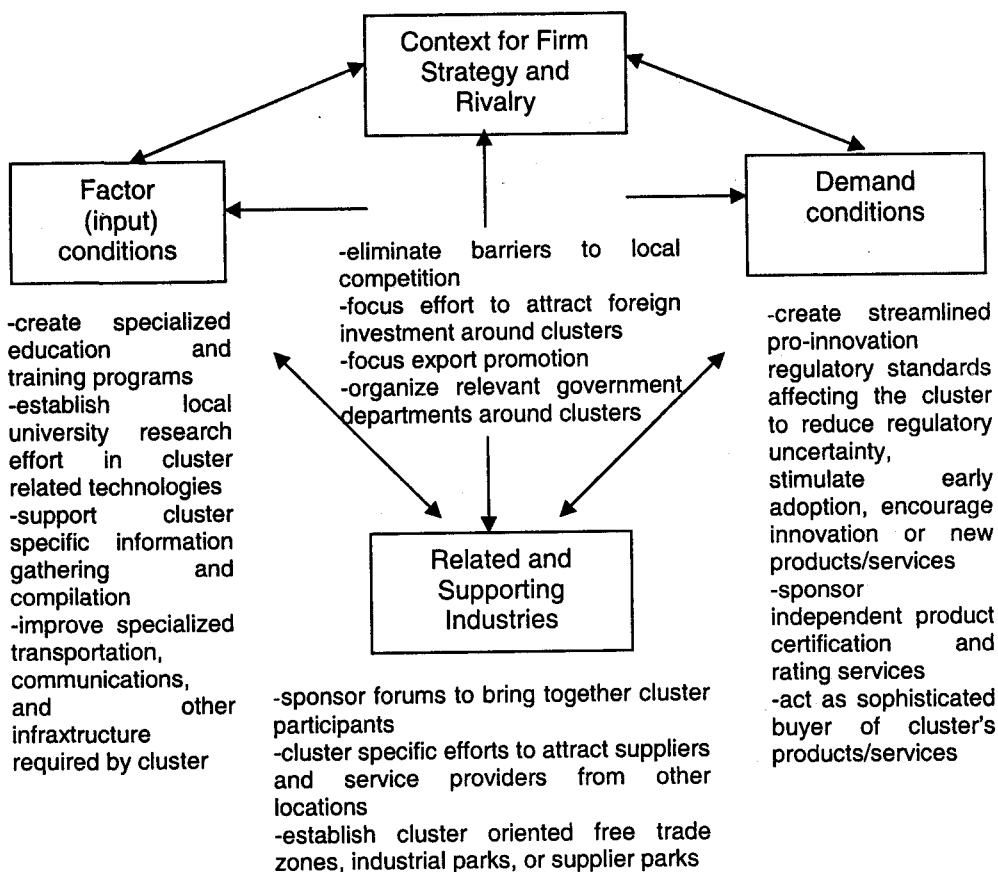 Context for Firm
Strategy and
Rivalry
Factor
(input)
conditions
Demand
conditions
-eliminate barriers to local
competition
-focus effort to attract foreign
investment around clusters
-focus export promotion
-organize relevant government
departments around clusters
-create specialized
education and
training programs
-establish local
university research
effort in cluster
related technologies
-support cluster
specific information
gathering and
compilation
-improve specialized
transportation,
communications,
and other
infraxtructure
required by cluster
-create streamlined
pro-innovation
regulatory standards
affecting the cluster
to reduce regulatory
uncertainty,
stimulate early
adoption, encourage
innovation or new
products/services
-sponsor
independent product
certification and
rating services
-act as sophisticated
buyer of cluster's
products/services
Related and
Supporting
Industries
-sponsor forums to bring together cluster
participants
-cluster specific efforts to attract suppliers
and service providers from other
locations
-establish cluster oriented free trade
zones, industrial parks, or supplier parks